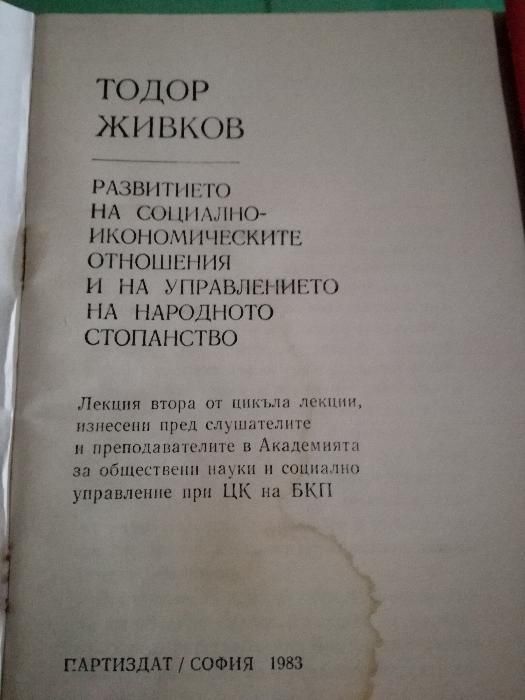 ТОДОР
ЖИВКОВ
РАЗВИТИЕТО
НА СОЦИАЛНО-
ИКОНОМИЧЕСКИТЕ
ОТНОШЕНИЯ
И НА УПРАВЛЕНИЕТО
НА НАРОДНОТО
СТОПАНСТВО
Лекция втора от цикъла лекции,
изнесени пред слушателите
и преподавателите в Академията
за обществени науки и социално
управление при ЦК на БКП
ПАРТИЗДАТ / СОФИЯ 1983